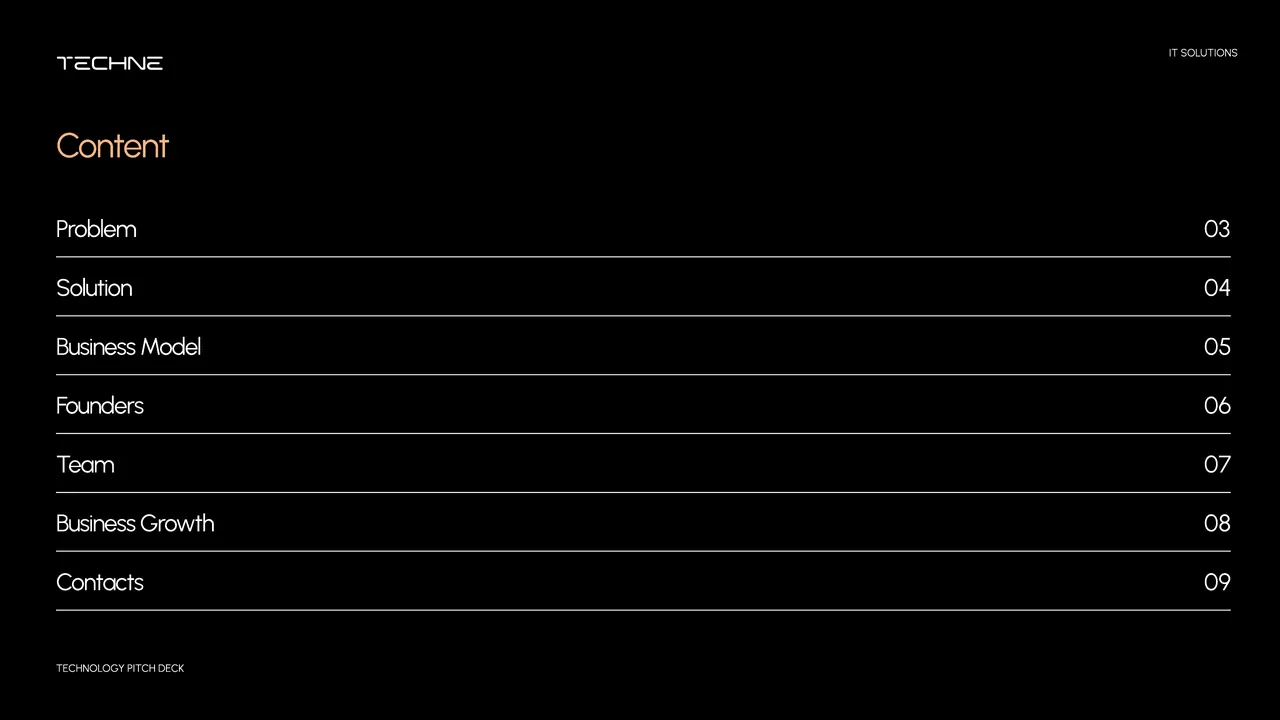 TECHNE
IT SOLUTIONS
Content
Problem 03
Solution 04
Business Model 05
Founders 06
Team 07
Business Growth 08
Contacts 09
TECHNOLOGY PITCH DECK